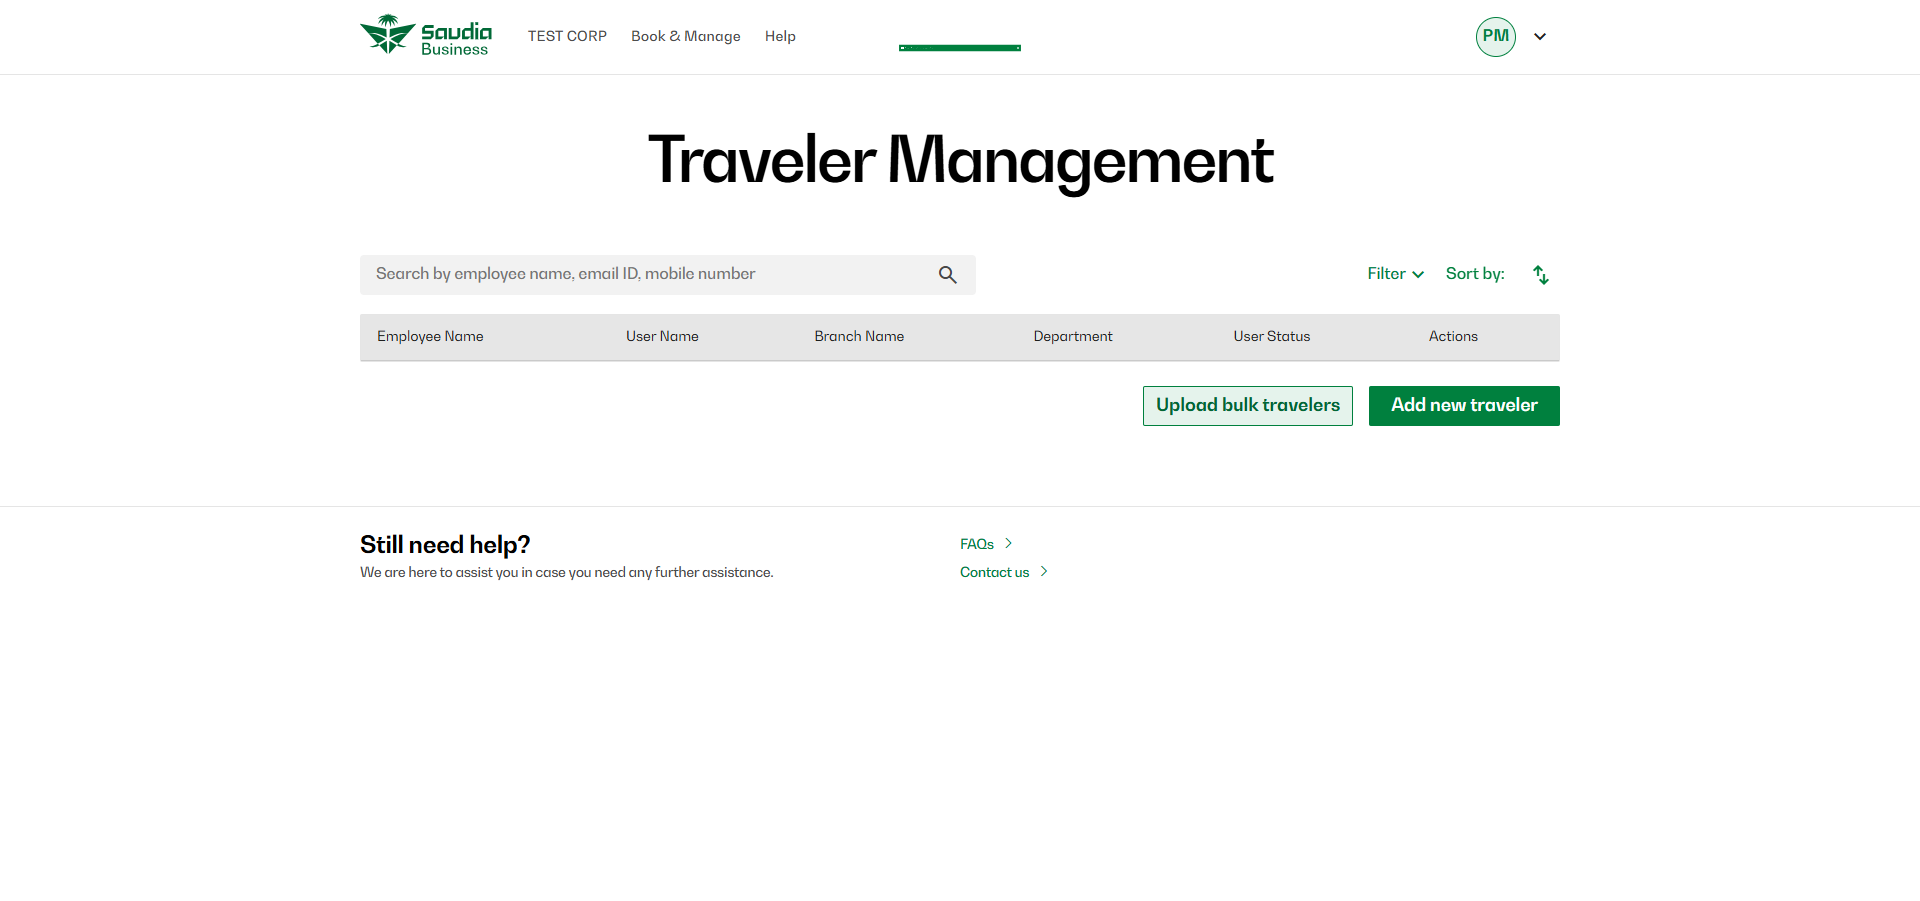 Saudia
Business
TEST CORP
Book & Manage
Help
PM
Traveler Management
Search by employee name, email ID, mobile number
Filter
Sort by:
Employee Name
User Name
Branch Name
Department
User Status
Actions
Upload bulk travelers
Add new traveler
Still need help?
We are here to assist you in case you need any further assistance.
FAQs
Contact us